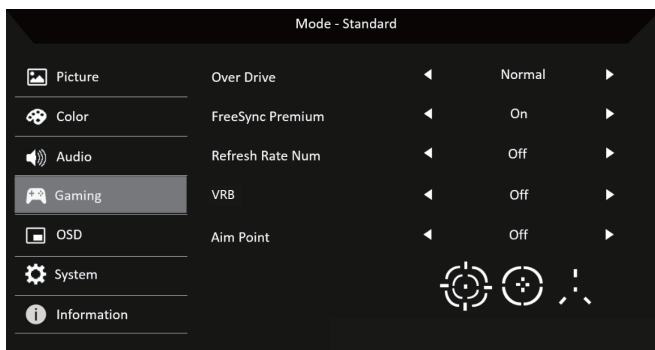 Mode - Standard
Picture
Over Drive Normal
Color
FreeSync Premium On
Audio
Refresh Rate Num Off
Gaming
VRB Off
OSD
Aim Point Off
System
Information